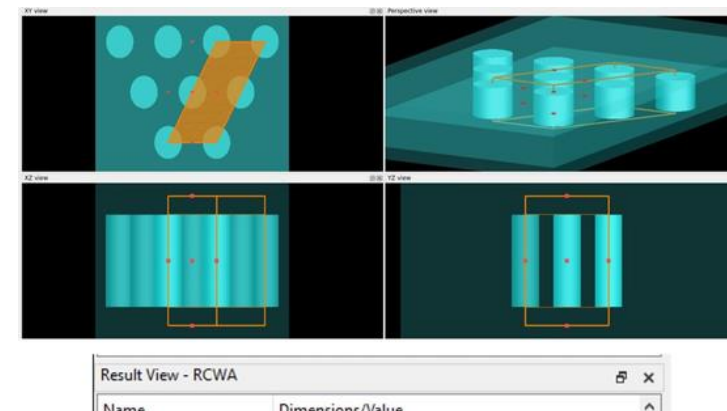 XY view
Perspective view
XZ view
YZ view
Result View - RCWA
Name Dimensions/Value